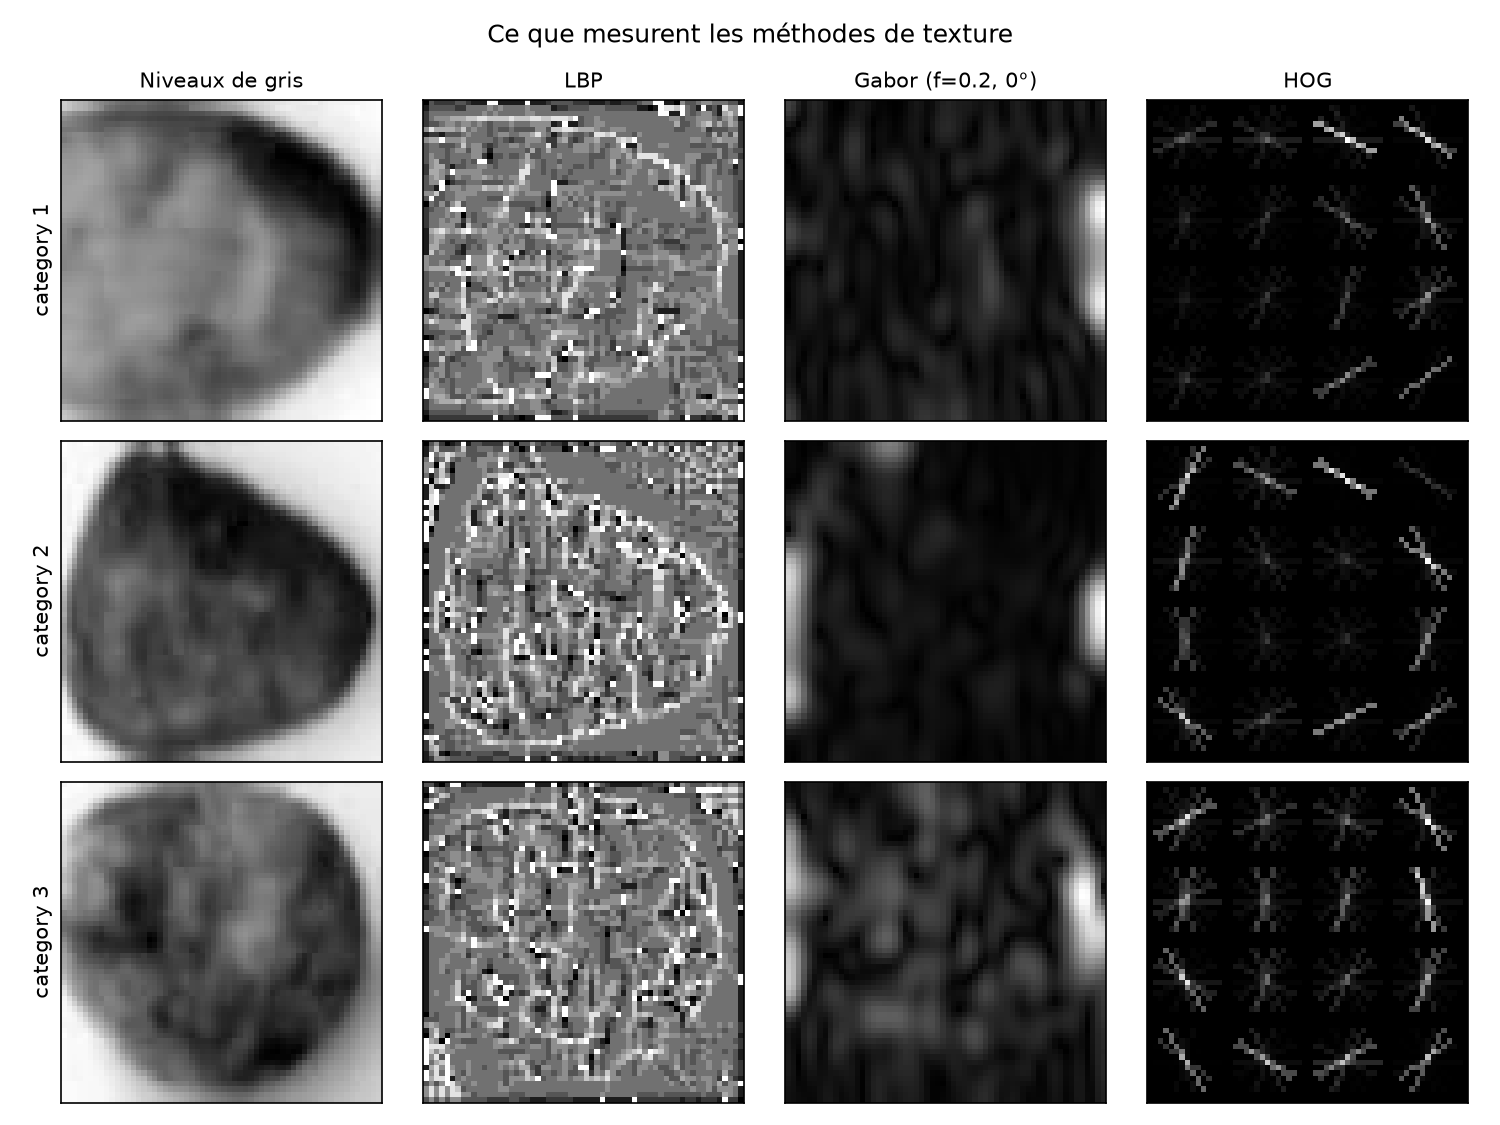 Ce que mesurent les méthodes de texture
Niveaux de gris
LBP
Gabor (f=0.2, 0°)
HOG
category 1
category 2
category 3